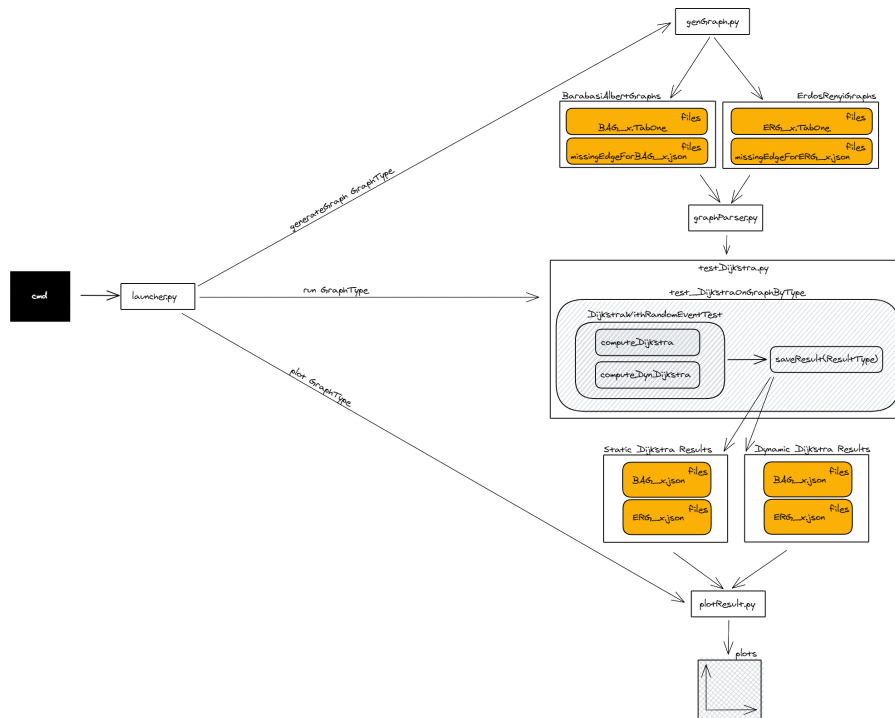 genGraph.py
BarabasiAlbertGraphs
ErdosRenyiGraphs
files
BAG_x.TabOne
files
missingEdgeForBAG_x.json
files
ERG_x.TabOne
files
missingEdgeForERG_x.json
generateGraph GraphType
graphParser.py
cmd
launcher.py
run GraphType
plot GraphType
testDijkstra.py
test_DijkstraOnGraphByType
DijkstraWithRandomEventTest
computeDijkstra
computeDynDijkstra
saveResult(ResultType)
Static Dijkstra Results
Dynamic Dijkstra Results
files
BAG_x.json
files
ERG_x.json
files
BAG_x.json
files
ERG_x.json
plotResult.py
plots